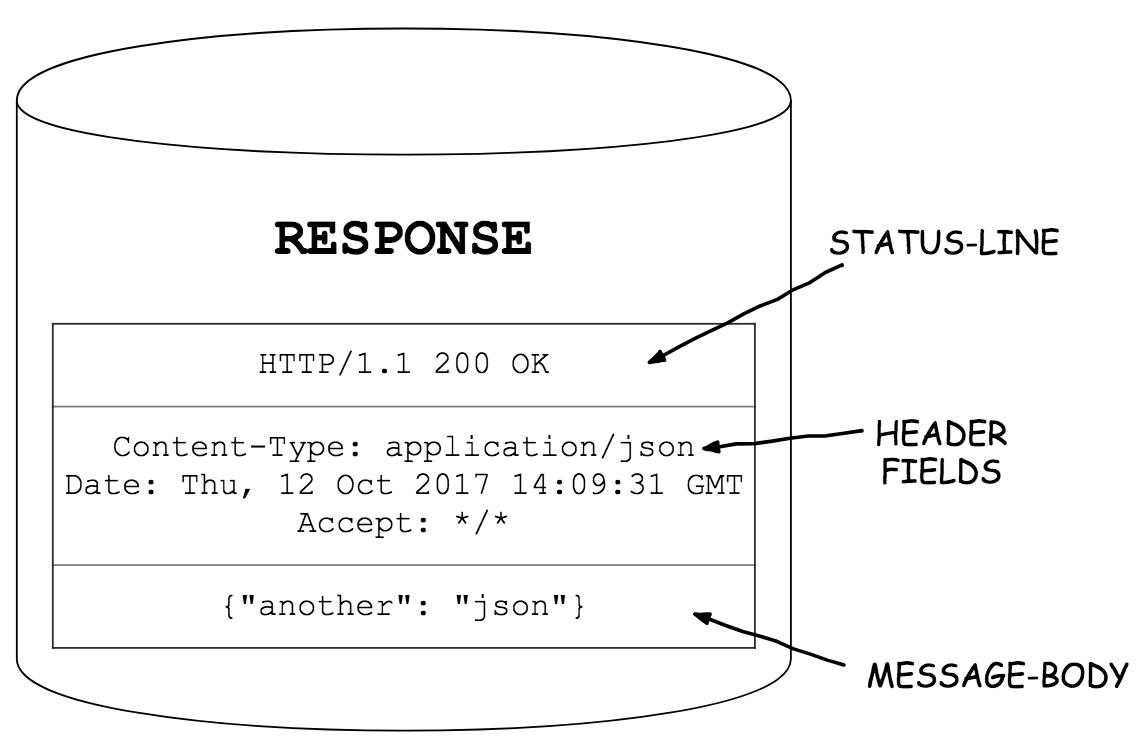 RESPONSE
STATUS-LINE
HTTP/1.1 200 OK
Content-Type: application/json
Date: Thu, 12 Oct 2017 14:09:31 GMT
Accept: */*
HEADER
FIELDS
{"another": "json"}
MESSAGE-BODY